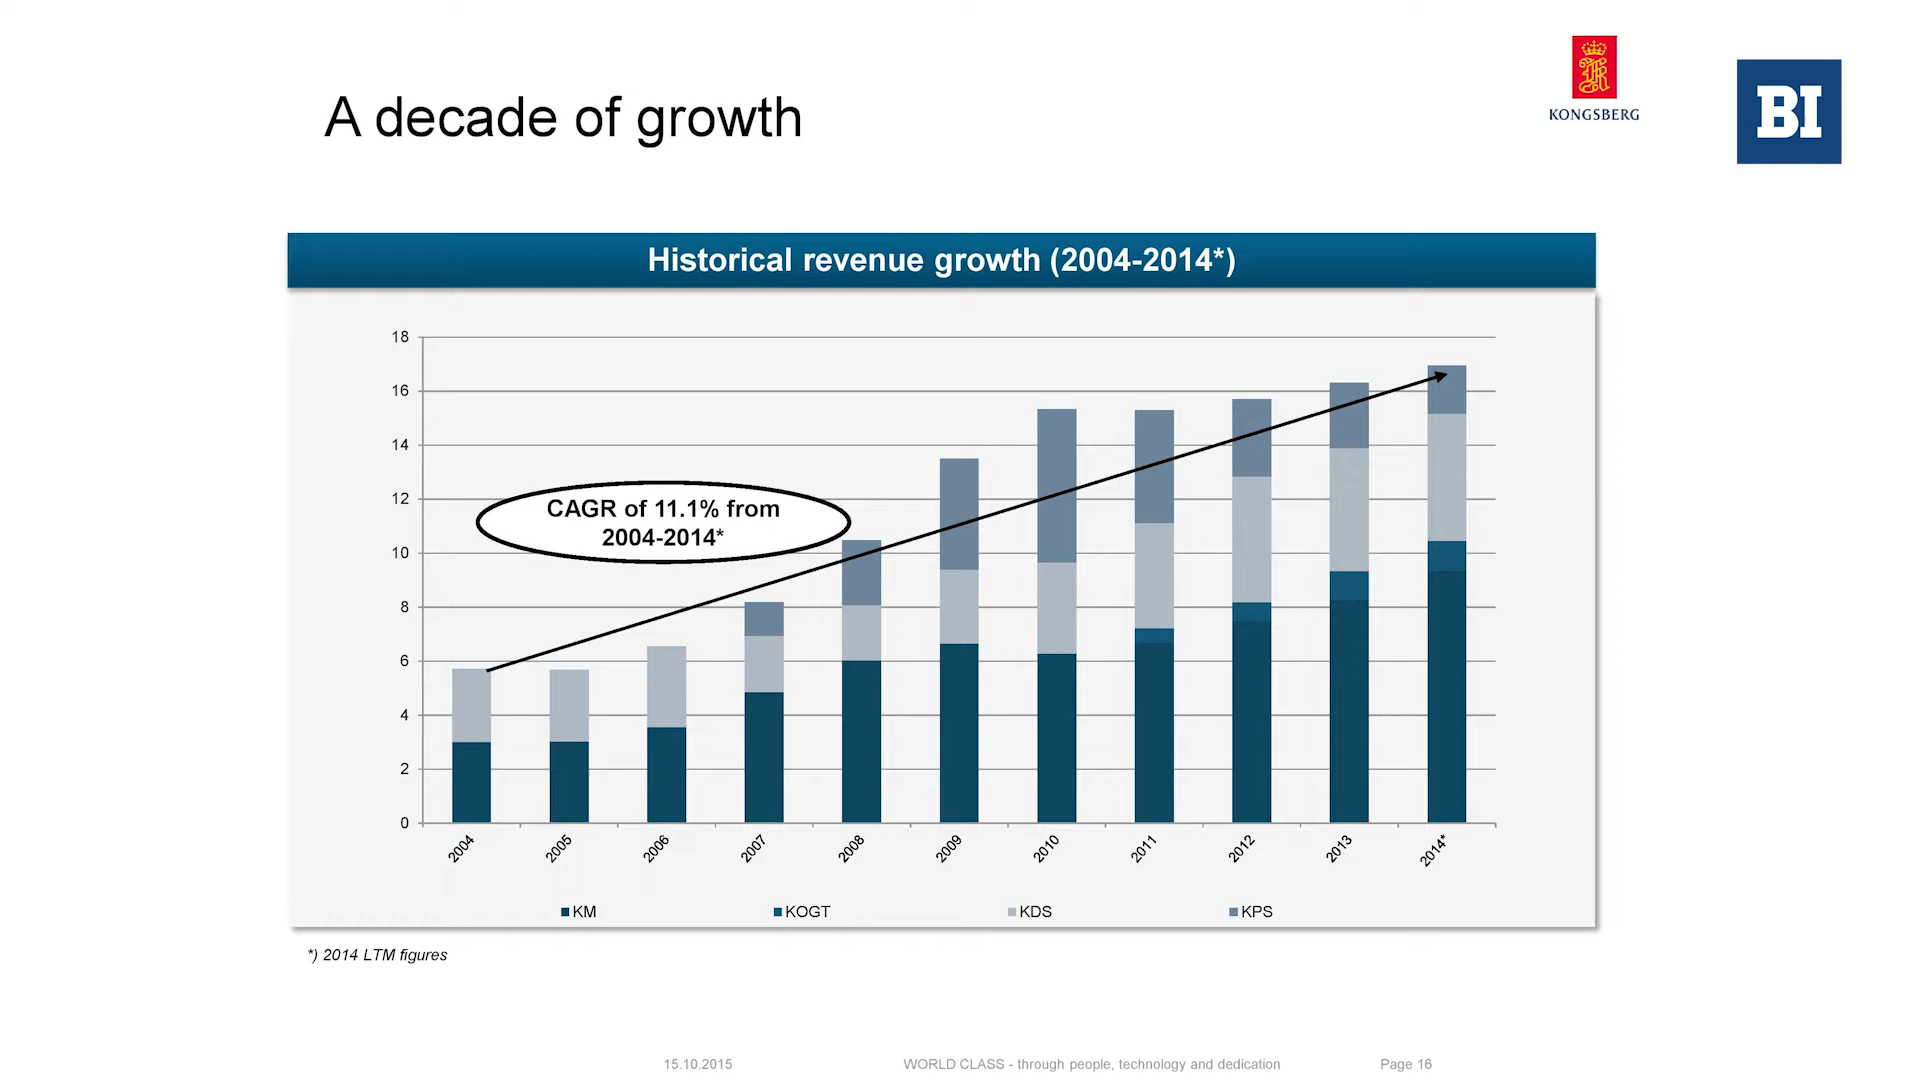 A decade of growth
KONGSBERG
BI
Historical revenue growth (2004-2014*)
18
16
14
12
10
8
6
4
2
0
CAGR of 11.1% from
2004-2014*
2004
2005
2006
2007
2008
2009
2010
2011
2012
2013
2014*
KM
KOGT
KDS
KPS
*) 2014 LTM figures
15.10.2015
WORLD CLASS - through people, technology and dedication
Page 16